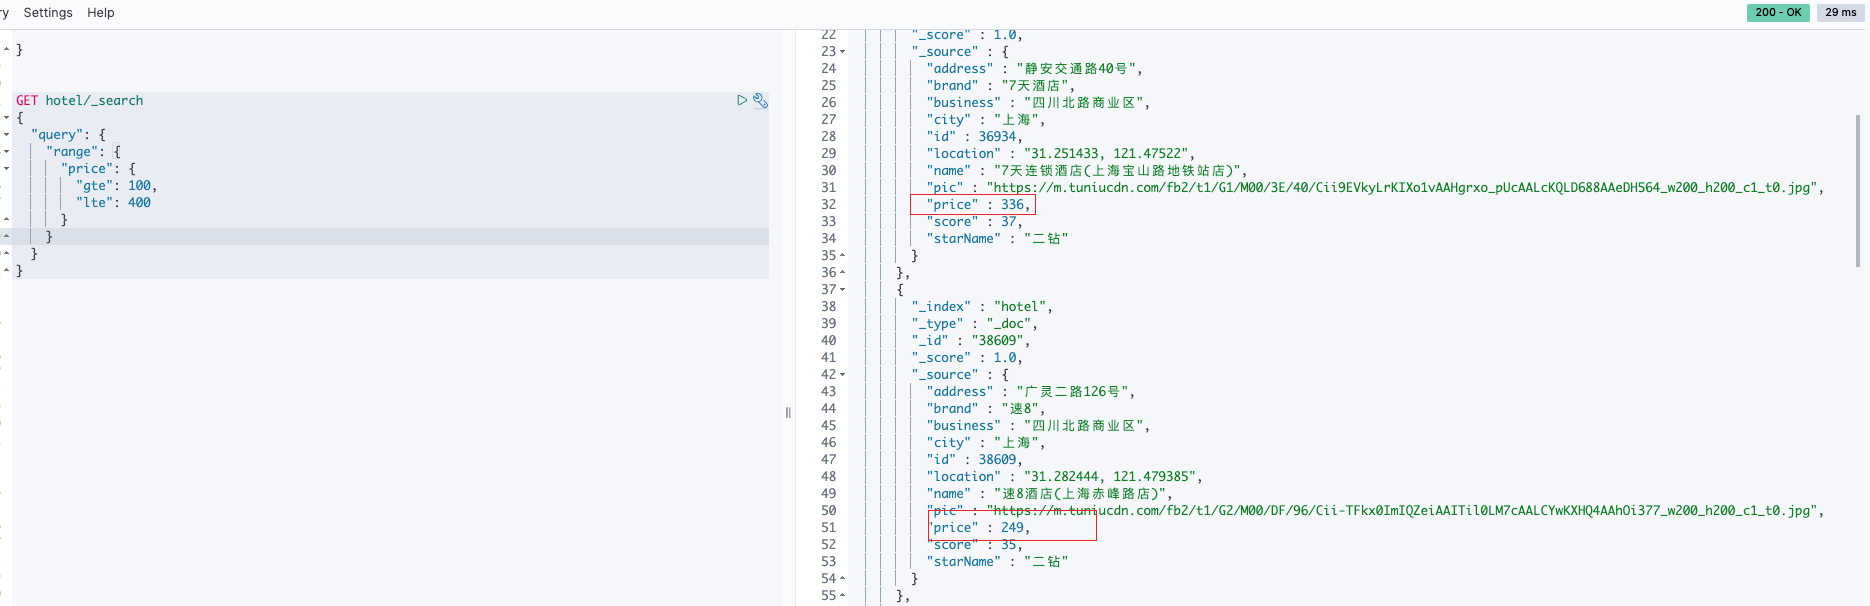 Settings Help
200 - OK 29 ms
}
GET hotel/_search
{
"query": {
"range": {
"price": {
"gte": 100,
"lte": 400
}
}
}
}
22 "_score" : 1.0,
23 "_source" : {
24 "address" : "静安交通路40号",
25 "brand" : "7天酒店",
26 "business" : "四川北路商业区",
27 "city" : "上海",
28 "id" : 36934,
29 "location" : "31.251433, 121.47522",
30 "name" : "7天连锁酒店(上海宝山路地铁站店)",
31 "pic" : "https://m.tuniucdn.com/fb2/t1/G1/M00/3E/40/Cii9EVkyLrKIXo1vAAHgrxo_pUcAALcKQLD688AAeDH564_w200_h200_c1_t0.jpg",
32 "price" : 336,
33 "score" : 37,
34 "starName" : "二钻"
35 }
36 },
37 {
38 "_index" : "hotel",
39 "_type" : "_doc",
40 "_id" : "38609",
41 "_score" : 1.0,
42 "_source" : {
43 "address" : "广灵二路126号",
44 "brand" : "速8",
45 "business" : "四川北路商业区",
46 "city" : "上海",
47 "id" : 38609,
48 "location" : "31.282444, 121.479385",
49 "name" : "速8酒店(上海赤峰路店)",
50 "pic" : "https://m.tuniucdn.com/fb2/t1/G2/M00/DF/96/Cii-TFkx0ImIQZeiAAITil0LM7cAALCYwKXHQ4AAhOi377_w200_h200_c1_t0.jpg",
51 "price" : 249,
52 "score" : 35,
53 "starName" : "二钻"
54 }
55 },